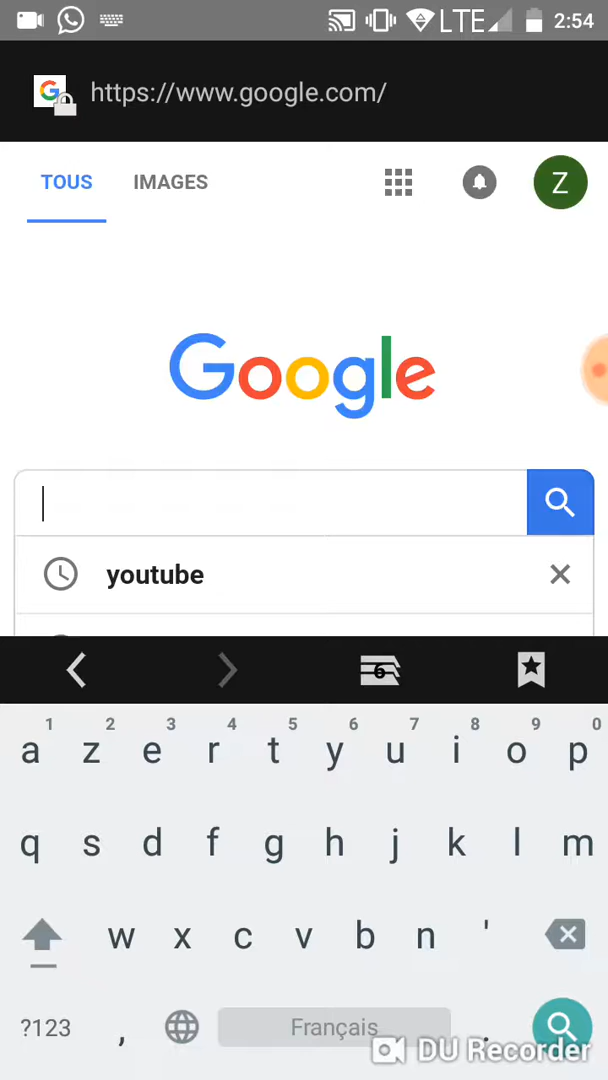 LTE 2:54
G https://www.google.com/
TOUS IMAGES Z
Google
youtube
6
1 2 3 4 5 6 7 8 9 0
a z e r t y u i o p
q s d f g h j k l m
w x c v b n '
?123 , Français .
DU Recorder